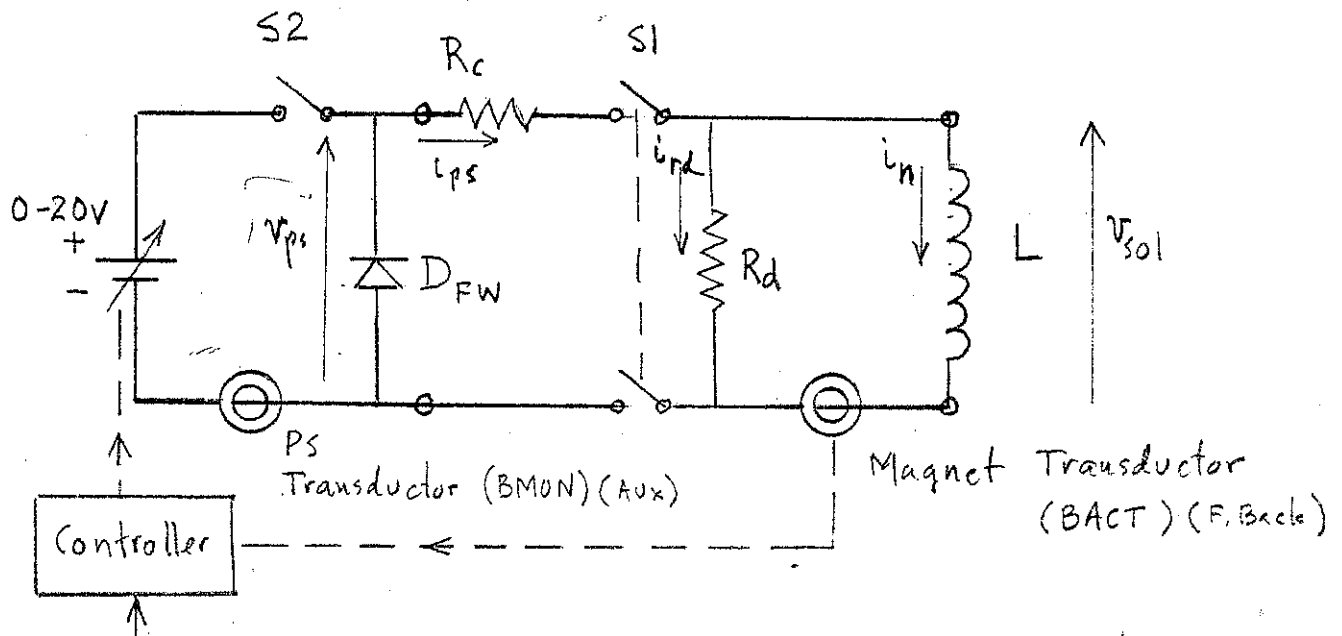 S2
Rc
S1
ips
ird
in
0-20v
+
-
vps
DFW
Rd
L
vsol
PS
Transductor (BMON) (AUX)
Magnet Transductor
(BACT) (F. Back)
Controller